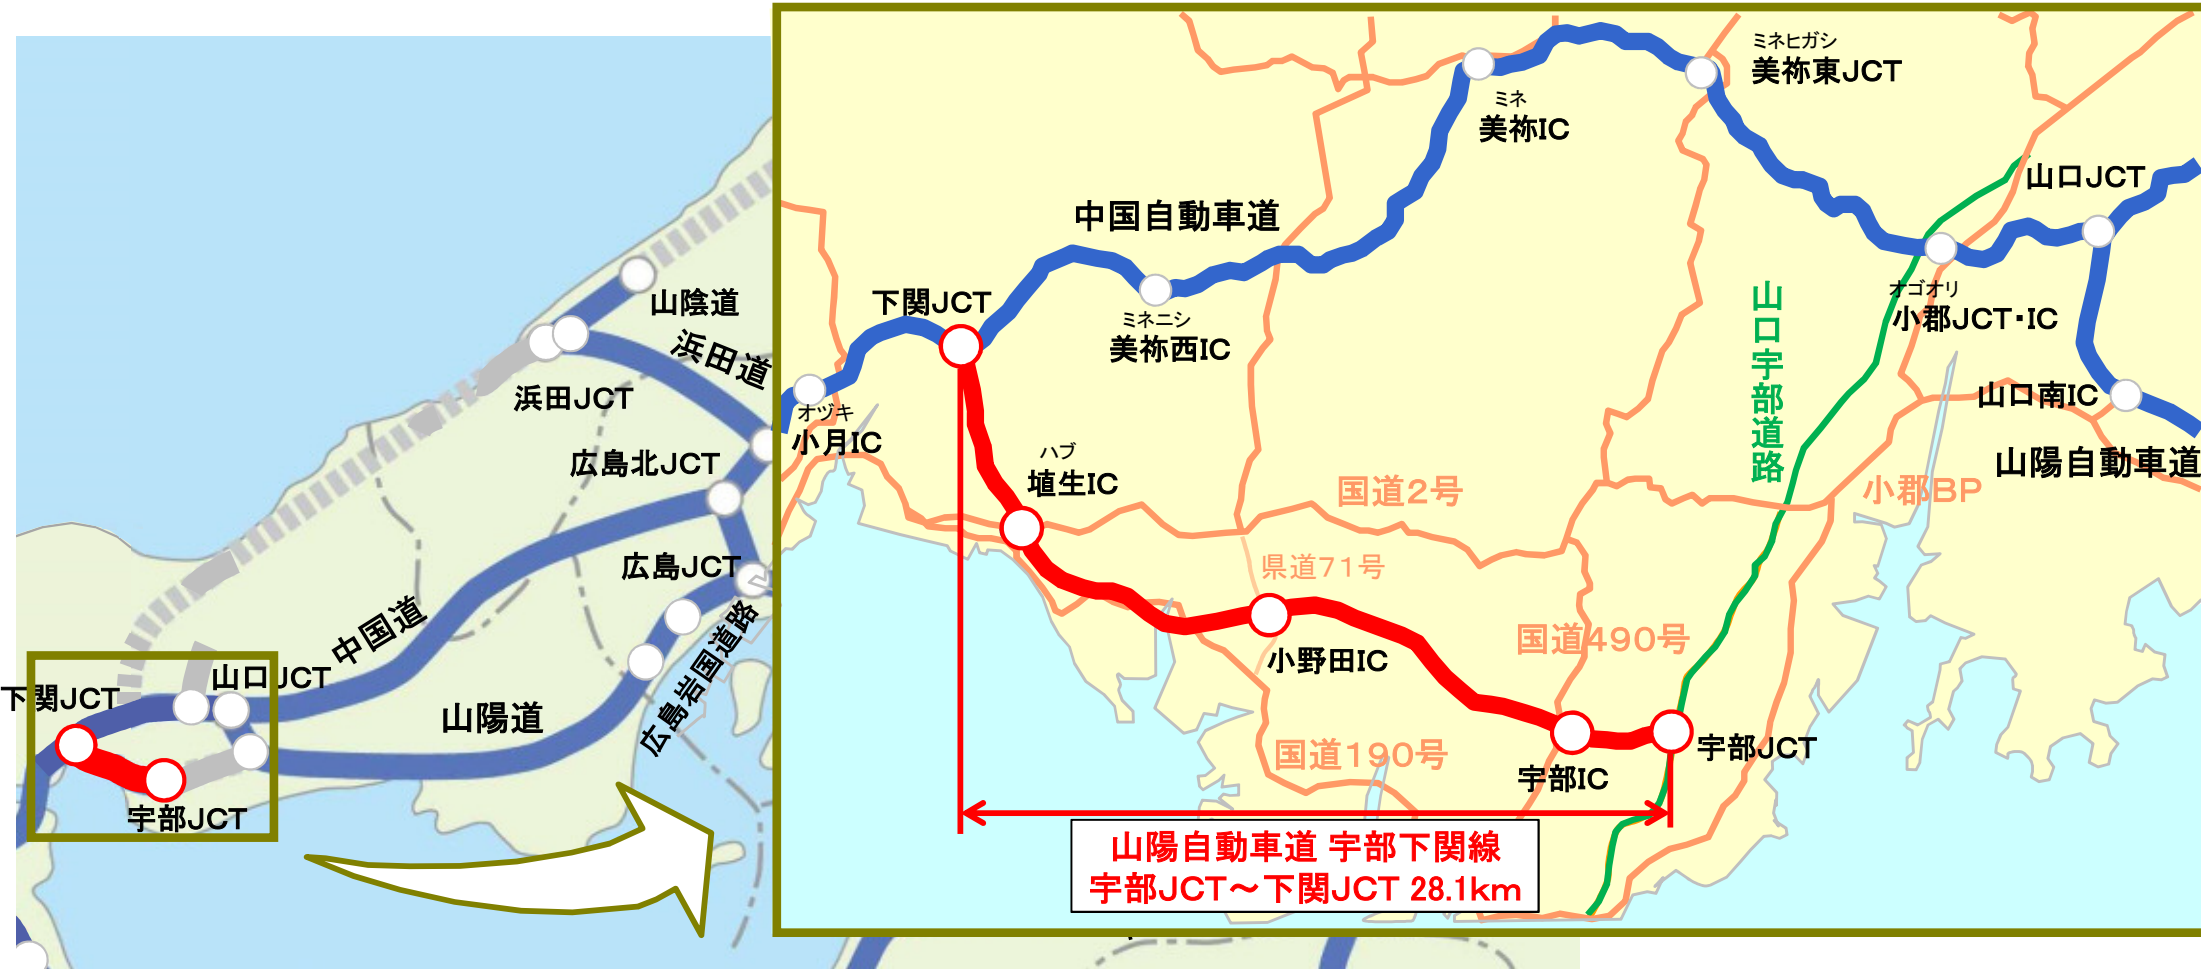 山陰道
浜田道
浜田JCT
広島北JCT
広島JCT
中国道
広島岩国道路
山口JCT
下関JCT
山陽道
宇部JCT
ミネヒガシ
美祢東JCT
ミネ
美祢IC
山口JCT
中国自動車道
下関JCT
ミネニシ
美祢西IC
山口宇部道路
オゴオリ
小郡JCT・IC
山口南IC
オヅキ
小月IC
ハブ
埴生IC
国道2号
小郡BP
山陽自動車道
県道71号
小野田IC
国道490号
国道190号
宇部IC
宇部JCT
山陽自動車道 宇部下関線
宇部JCT～下関JCT 28.1km